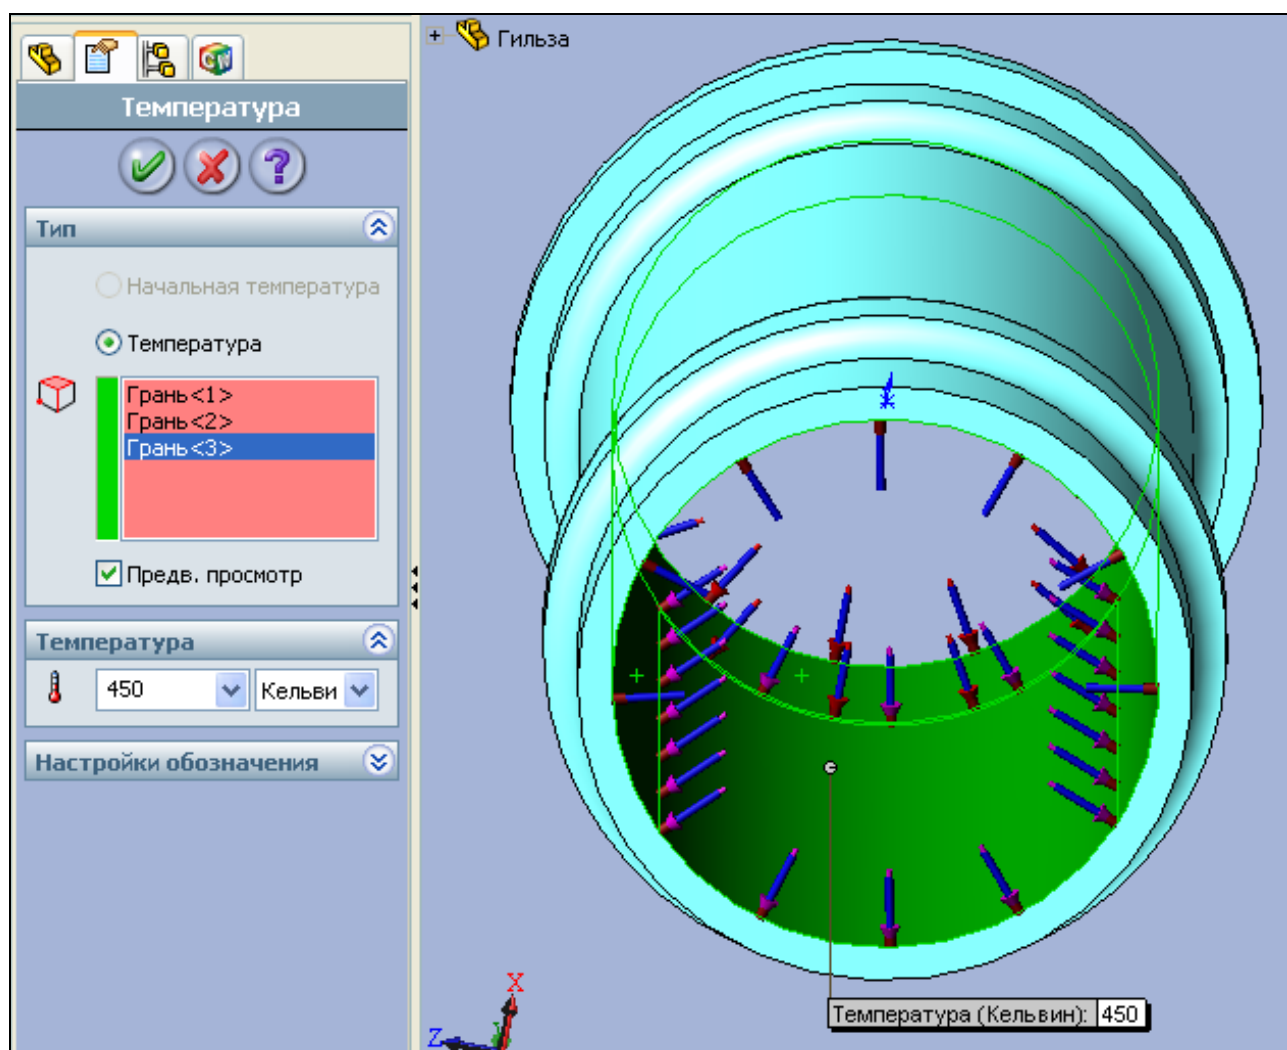 Гильза
Температура
Тип
Начальная температура
Температура
Грань<1>
Грань<2>
Грань<3>
Предв. просмотр
Температура
450 Кельви
Настройки обозначения
Температура (Кельвин): 450
X
Z